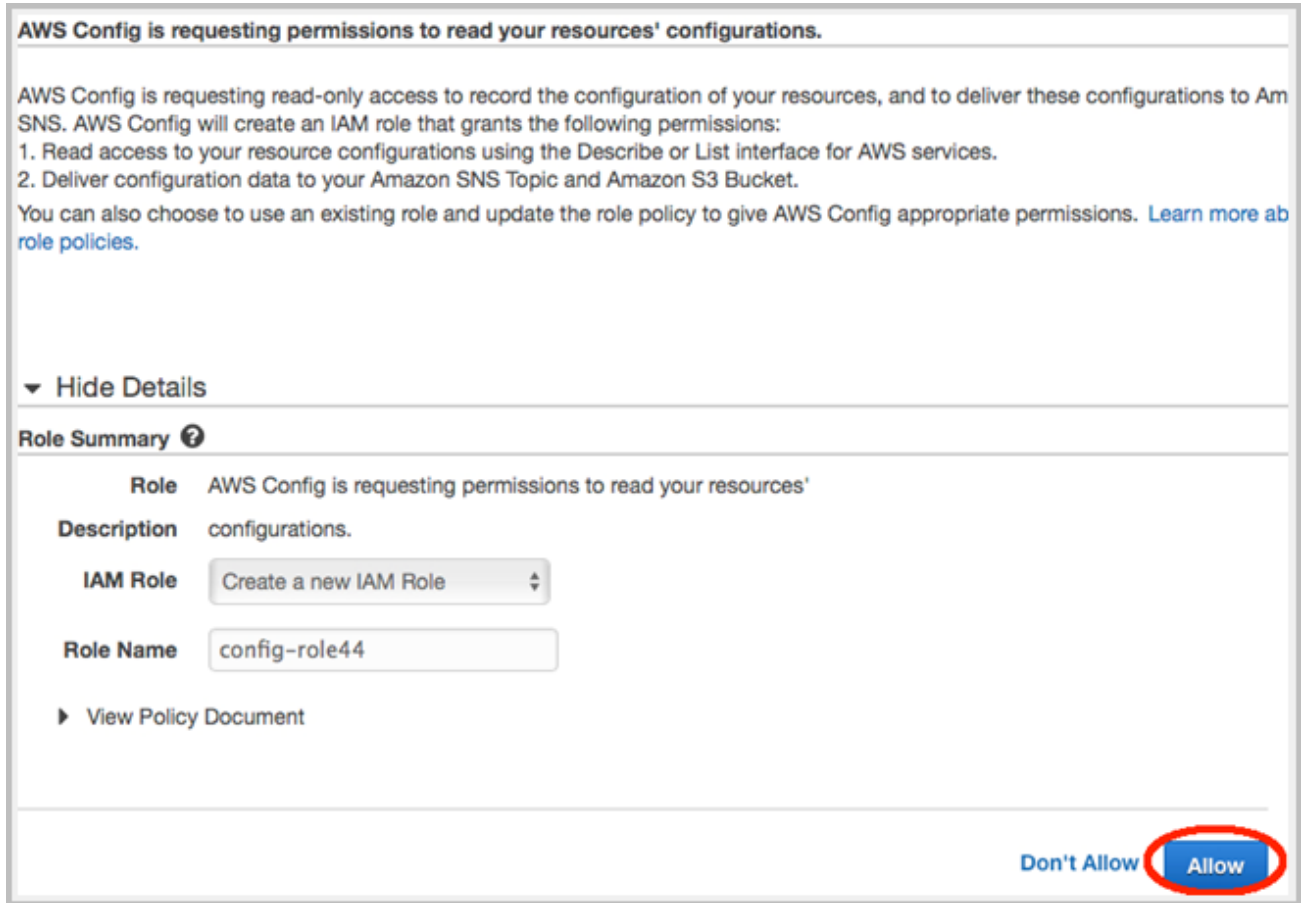 AWS Config is requesting permissions to read your resources' configurations.
AWS Config is requesting read-only access to record the configuration of your resources, and to deliver these configurations to Am
SNS. AWS Config will create an IAM role that grants the following permissions:
1. Read access to your resource configurations using the Describe or List interface for AWS services.
2. Deliver configuration data to your Amazon SNS Topic and Amazon S3 Bucket.
You can also choose to use an existing role and update the role policy to give AWS Config appropriate permissions. Learn more ab
role policies.
Hide Details
Role Summary ?
Role AWS Config is requesting permissions to read your resources'
Description configurations.
IAM Role Create a new IAM Role
Role Name config-role44
View Policy Document
Don't Allow Allow